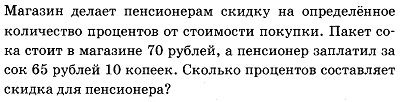 Магазин делает пенсионерам скидку на определённое
количество процентов от стоимости покупки. Пакет со-
ка стоит в магазине 70 рублей, а пенсионер заплатил за
сок 65 рублей 10 копеек. Сколько процентов составляет
скидка для пенсионера?